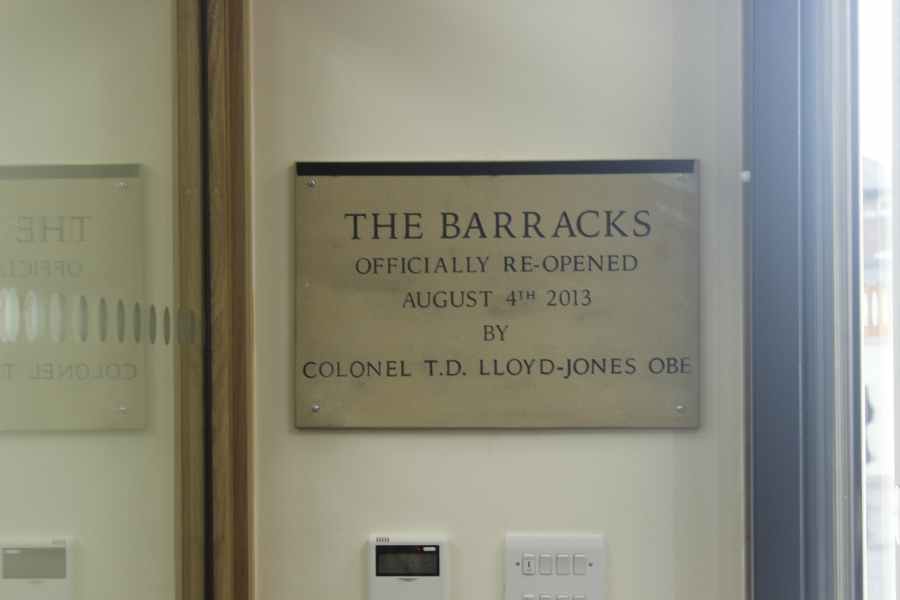 THE BARRACKS
OFFICIALLY RE-OPENED
AUGUST 4TH 2013
BY
COLONEL T.D. LLOYD-JONES OBE